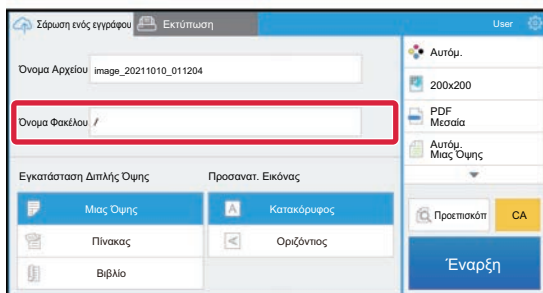 Σάρωση ενός εγγράφου
Εκτύπωση
User
Όνομα Αρχείου
image_20211010_011204
Όνομα Φακέλου
/
Εγκατάσταση Διπλής Όψης
Προσανατ. Εικόνας
Μιας Όψης
Πίνακας
Βιβλίο
A
Κατακόρυφος
A
Οριζόντιος
Αυτόμ.
200x200
PDF
Μεσαία
Αυτόμ.
Μιας Όψης
Προεπισκόπ
CA
Έναρξη